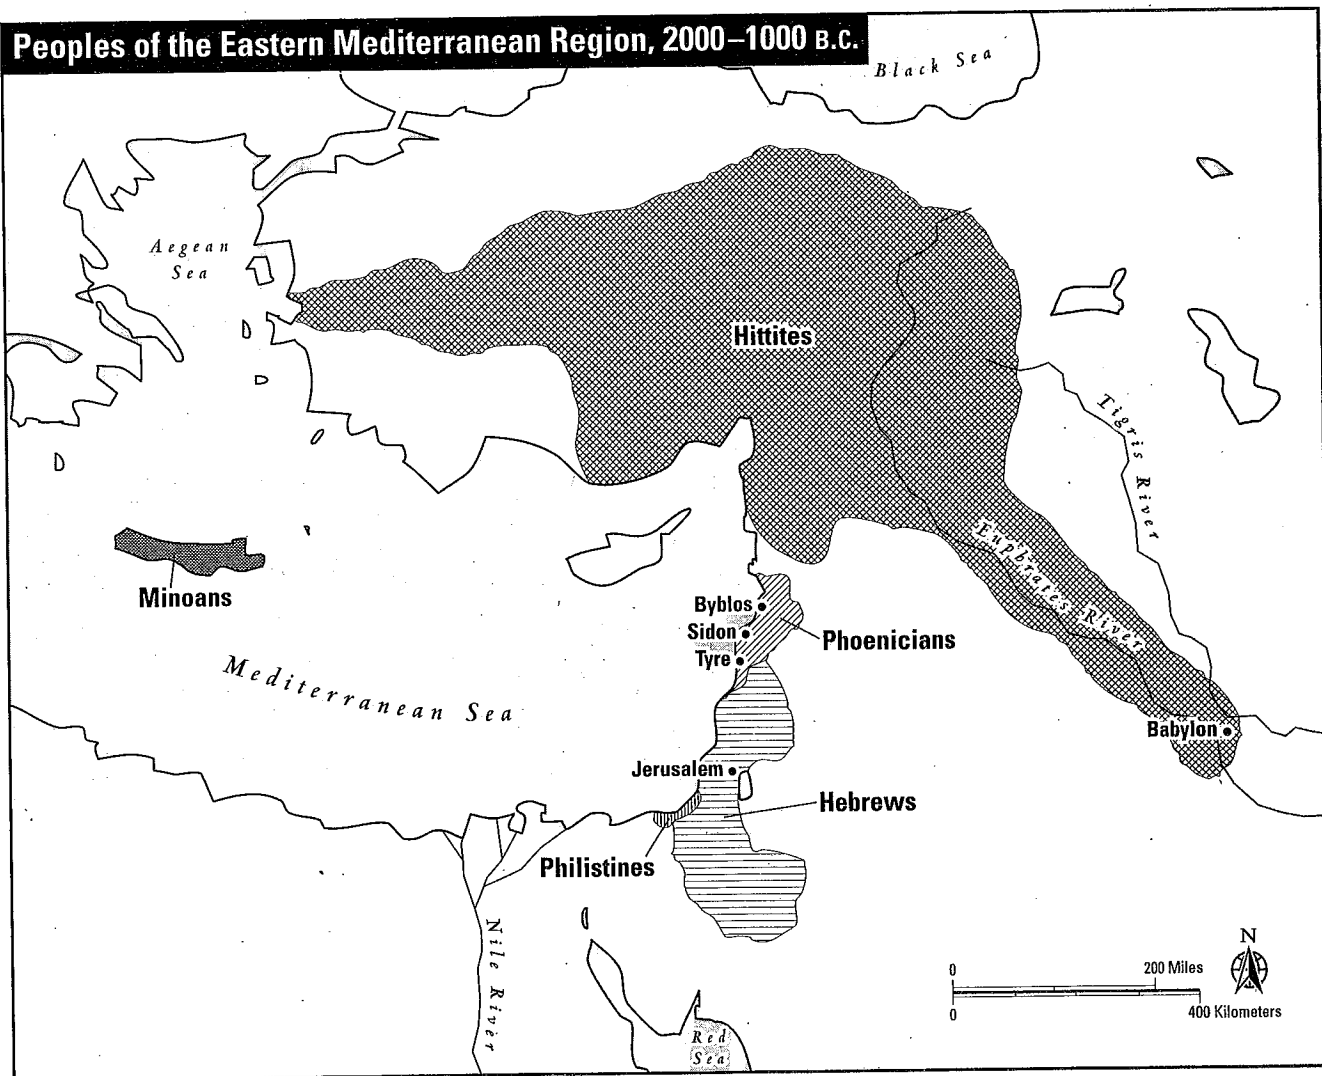 Peoples of the Eastern Mediterranean Region, 2000–1000 B.C.
Black Sea
Aegean
Sea
Hittites
Tigris River
Euphrates River
Minoans
Byblos
Sidon
Tyre
Phoenicians
Mediterranean Sea
Babylon
Jerusalem
Hebrews
Philistines
Nile River
Red
Sea
N
0
200 Miles
0
400 Kilometers